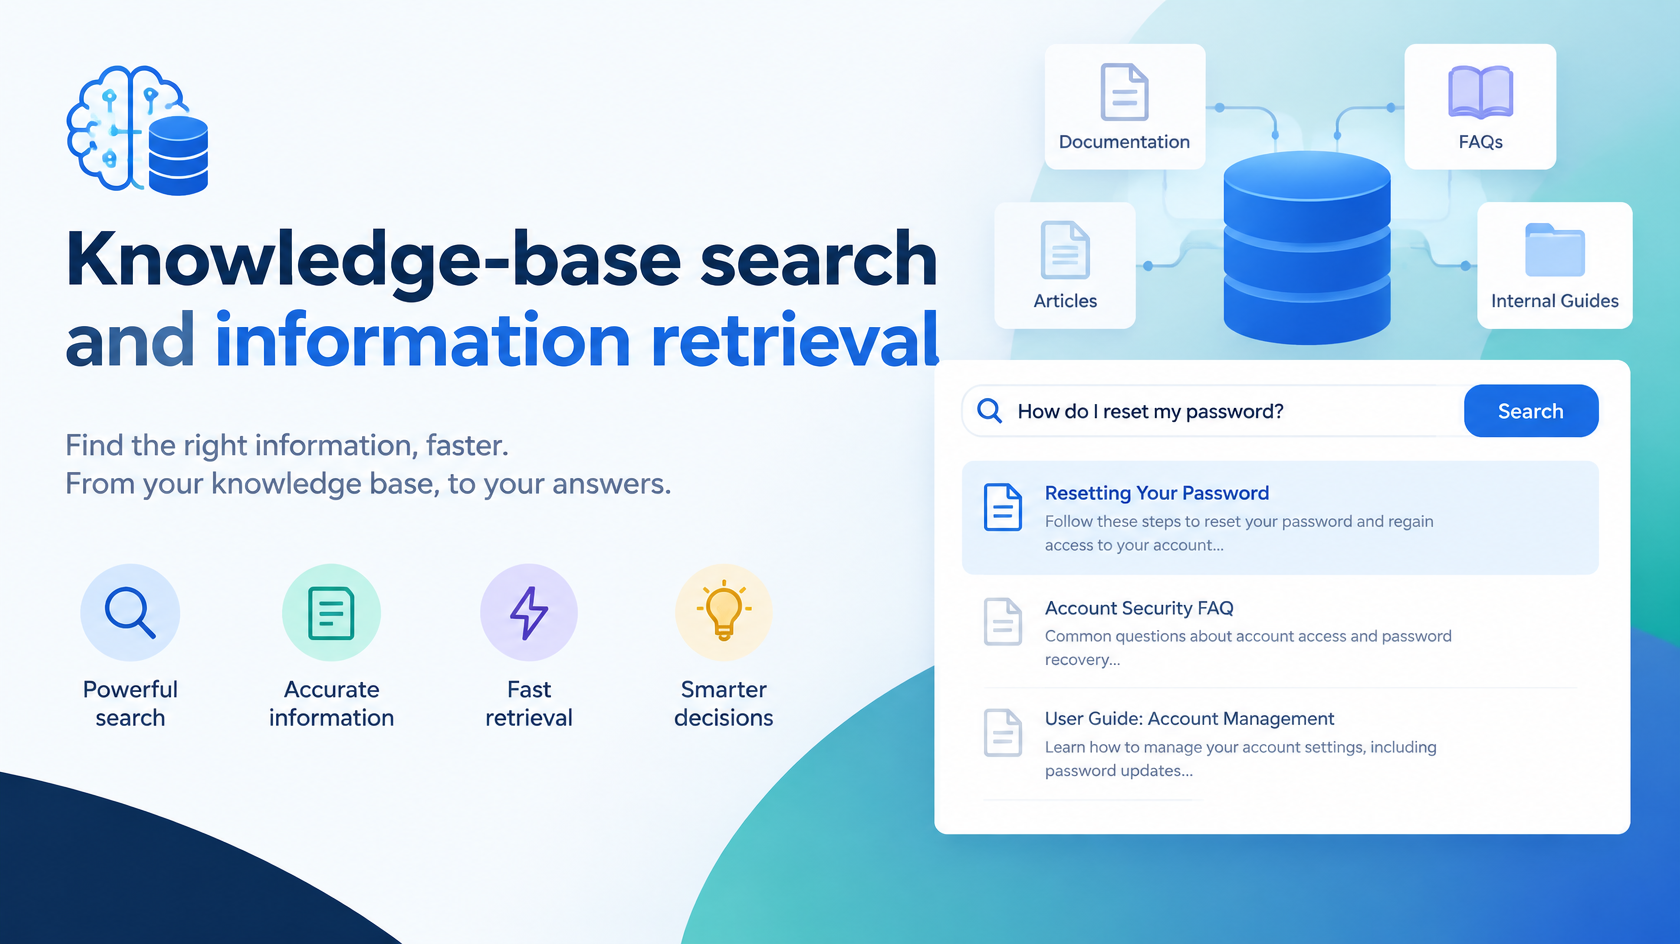 Knowledge-base search
and information retrieval
Find the right information, faster.
From your knowledge base, to your answers.
Powerful
search
Accurate
information
Fast
retrieval
Smarter
decisions
Documentation
FAQs
Articles
Internal Guides
How do I reset my password?
Search
Resetting Your Password
Follow these steps to reset your password and regain
access to your account...
Account Security FAQ
Common questions about account access and password
recovery...
User Guide: Account Management
Learn how to manage your account settings, including
password updates...